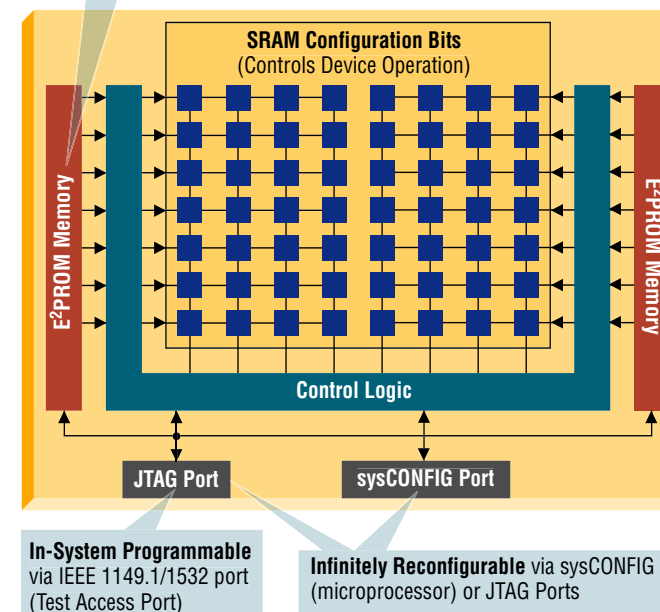 SRAM Configuration Bits
(Controls Device Operation)
E²PROM Memory
E²PROM Memory
Control Logic
JTAG Port
sysCONFIG Port
In-System Programmable
via IEEE 1149.1/1532 port
(Test Access Port)
Infinitely Reconfigurable via sysCONFIG
(microprocessor) or JTAG Ports